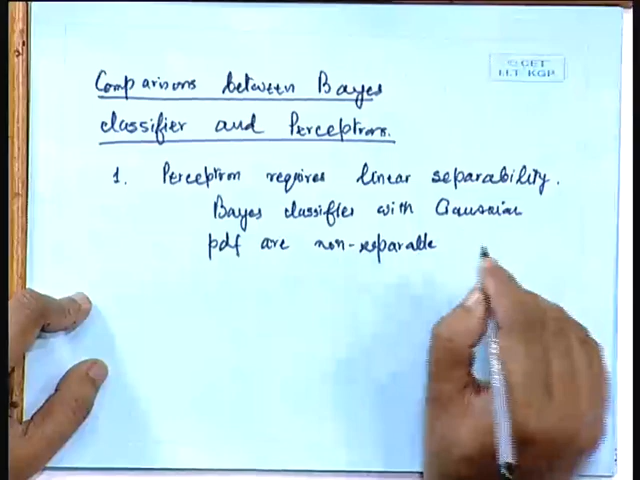 Comparisons between Bayes
classifier and Perceptron.
© CET
I.I.T. KGP
1. Perceptron requires linear separability.
Bayes classifier with Gaussian
pdf are non-separable